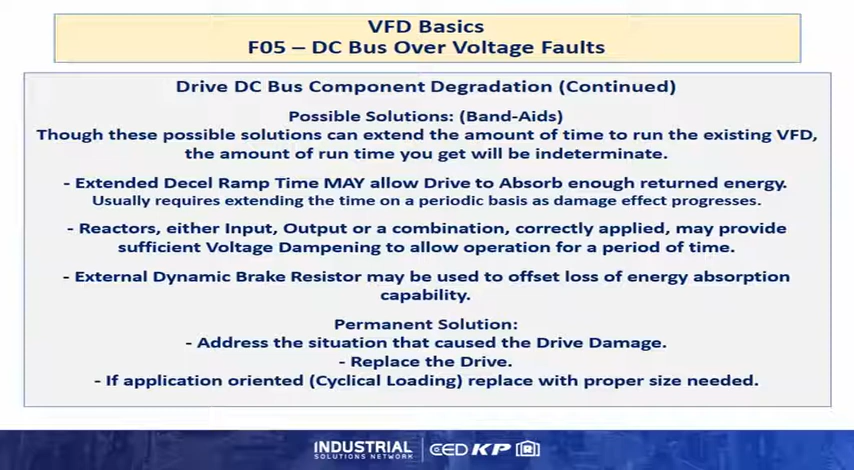 VFD Basics
F05 – DC Bus Over Voltage Faults
Drive DC Bus Component Degradation (Continued)
Possible Solutions: (Band-Aids)
Though these possible solutions can extend the amount of time to run the existing VFD,
the amount of run time you get will be indeterminate.
- Extended Decel Ramp Time MAY allow Drive to Absorb enough returned energy.
Usually requires extending the time on a periodic basis as damage effect progresses.
- Reactors, either Input, Output or a combination, correctly applied, may provide
sufficient Voltage Dampening to allow operation for a period of time.
- External Dynamic Brake Resistor may be used to offset loss of energy absorption
capability.
Permanent Solution:
- Address the situation that caused the Drive Damage.
- Replace the Drive.
- If application oriented (Cyclical Loading) replace with proper size needed.
INDUSTRIAL
SOLUTIONS NETWORK
CED KP R